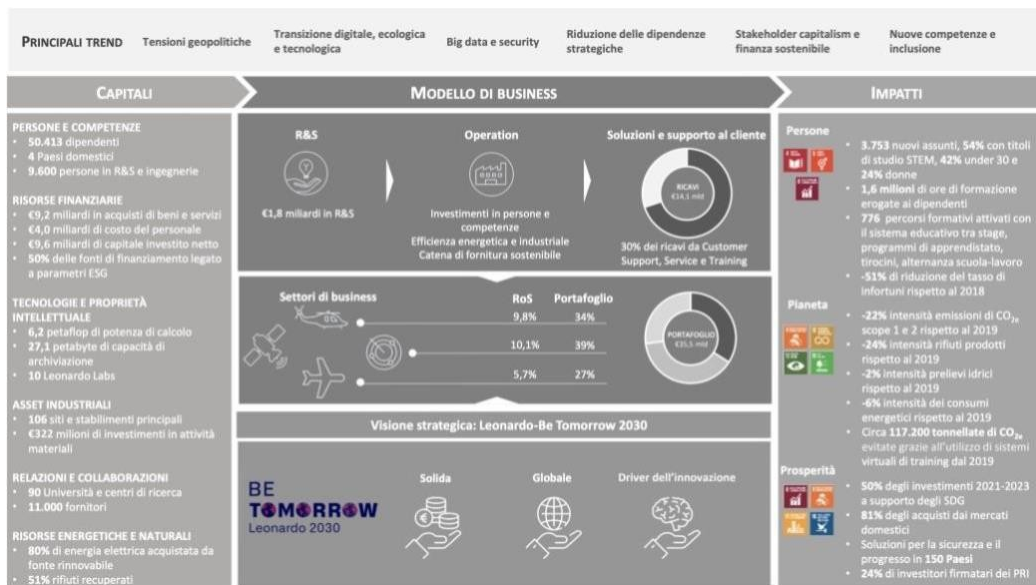 PRINCIPALI TREND
Tensioni geopolitiche
Transizione digitale, ecologica
e tecnologica
Big data e security
Riduzione delle dipendenze
strategiche
Stakeholder capitalism e
finanza sostenibile
Nuove competenze e
inclusione
CAPITALI
PERSONE E COMPETENZE
• 50.413 dipendenti
• 4 Paesi domestici
• 9.600 persone in R&S e ingegnerie
RISORSE FINANZIARIE
• €9,2 miliardi in acquisti di beni e servizi
• €4,0 miliardi di costo del personale
• €9,6 miliardi di capitale investito netto
• 50% delle fonti di finanziamento legato
a parametri ESG
TECNOLOGIE E PROPRIETÀ
INTELLETTUALE
• 6,2 petaflop di potenza di calcolo
• 27,1 petabyte di capacità di
archiviazione
• 10 Leonardo Labs
ASSET INDUSTRIALI
• 106 siti e stabilimenti principali
• €322 milioni di investimenti in attività
materiali
RELAZIONI E COLLABORAZIONI
• 90 Università e centri di ricerca
• 11.000 fornitori
RISORSE ENERGETICHE E NATURALI
• 80% di energia elettrica acquistata da
fonte rinnovabile
• 51% rifiuti recuperati
MODELLO DI BUSINESS
R&S
€1,8 miliardi in R&S
Operation
Investimenti in persone e
competenze
Efficienza energetica e industriale
Catena di fornitura sostenibile
Soluzioni e supporto al cliente
RICAVI
€14,1 mld
30% dei ricavi da Customer
Support, Service e Training
Settori di business
RoS Portafoglio
9,8% 34%
10,1% 39%
5,7% 27%
PORTAFOGLIO
€35,5 mld
Visione strategica: Leonardo-Be Tomorrow 2030
BE
TOMORROW
Leonardo 2030
Solida
Globale
Driver dell'innovazione
IMPATTI
Persone
• 3.753 nuovi assunti, 54% con titoli
di studio STEM, 42% under 30 e
24% donne
• 1,6 milioni di ore di formazione
erogate ai dipendenti
• 776 percorsi formativi attivati con
il sistema educativo tra stage,
programmi di apprendistato,
tirocini, alternanza scuola-lavoro
• -51% di riduzione del tasso di
infortuni rispetto al 2018
Planeta
• -22% intensità emissioni di CO2e
scope 1 e 2 rispetto al 2019
• -24% intensità rifiuti prodotti
rispetto al 2019
• -2% intensità prelievi idrici
rispetto al 2019
• -6% intensità dei consumi
energetici rispetto al 2019
• Circa 117.200 tonnellate di CO2e
evitate grazie all'utilizzo di sistemi
virtuali di training dal 2019
Prosperità
• 50% degli investimenti 2021-2023
a supporto degli SDG
• 81% degli acquisti dai mercati
domestici
• Soluzioni per la sicurezza e il
progresso in 150 Paesi
• 24% di investitori firmatari dei PRI